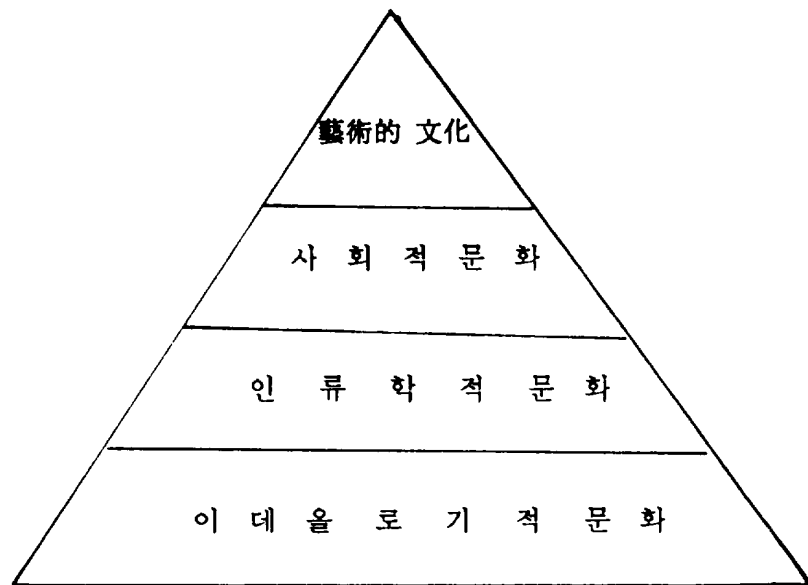 藝術的 文化
사 회 적 문 화
인 류 학 적 문 화
이 데 올 로 기 적 문 화